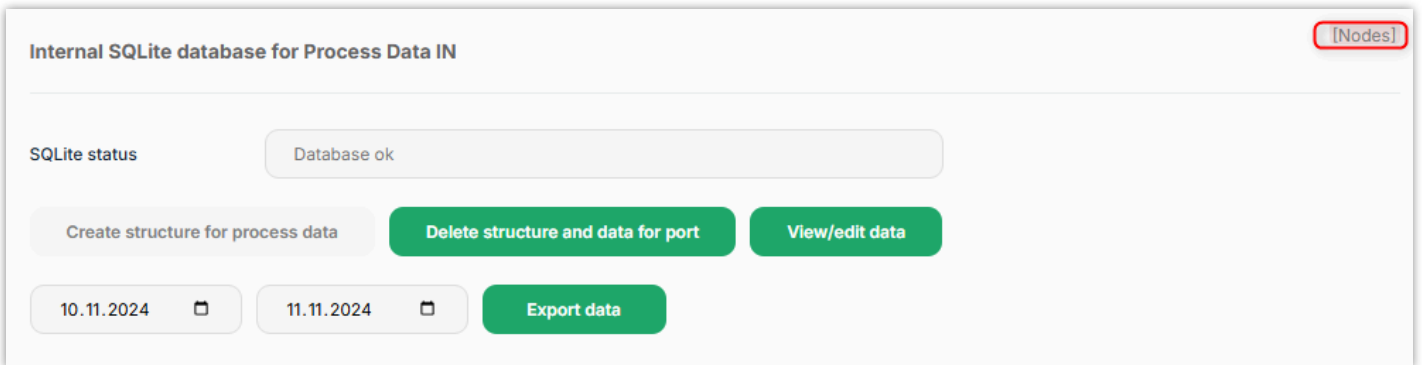 [Nodes]
Internal SQLite database for Process Data IN
SQLite status
Database ok
Create structure for process data
Delete structure and data for port
View/edit data
10.11.2024
11.11.2024
Export data